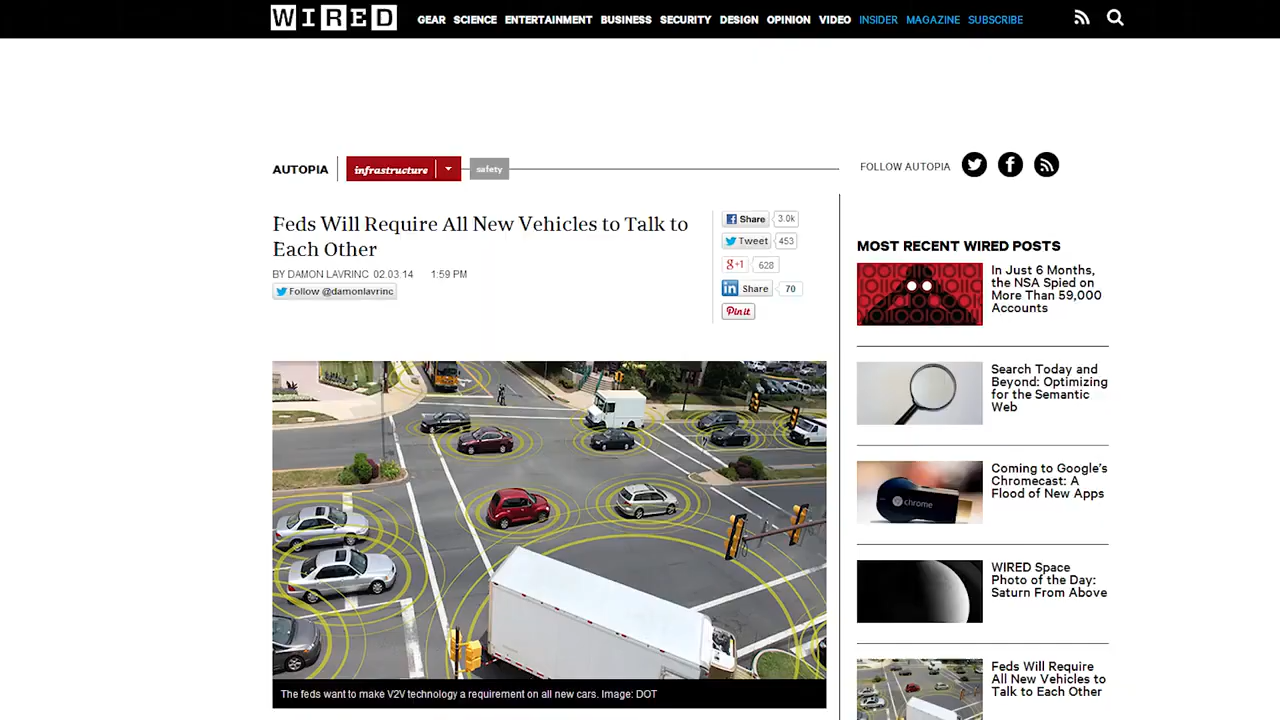 WIRED
GEAR SCIENCE ENTERTAINMENT BUSINESS SECURITY DESIGN OPINION VIDEO INSIDER MAGAZINE SUBSCRIBE
AUTOPIA
infrastructure
safety
FOLLOW AUTOPIA
Feds Will Require All New Vehicles to Talk to
Each Other
BY DAMON LAVRINC 02.03.14 1:59 PM
Follow @damonlavrinc
Share 3.0k
Tweet 453
g+1 628
in Share 70
Pin it
The feds want to make V2V technology a requirement on all new cars. Image: DOT
MOST RECENT WIRED POSTS
In Just 6 Months,
the NSA Spied on
More Than 59,000
Accounts
Search Today and
Beyond: Optimizing
for the Semantic
Web
chrome
Coming to Google's
Chromecast: A
Flood of New Apps
WIRED Space
Photo of the Day:
Saturn From Above
Feds Will Require
All New Vehicles to
Talk to Each Other